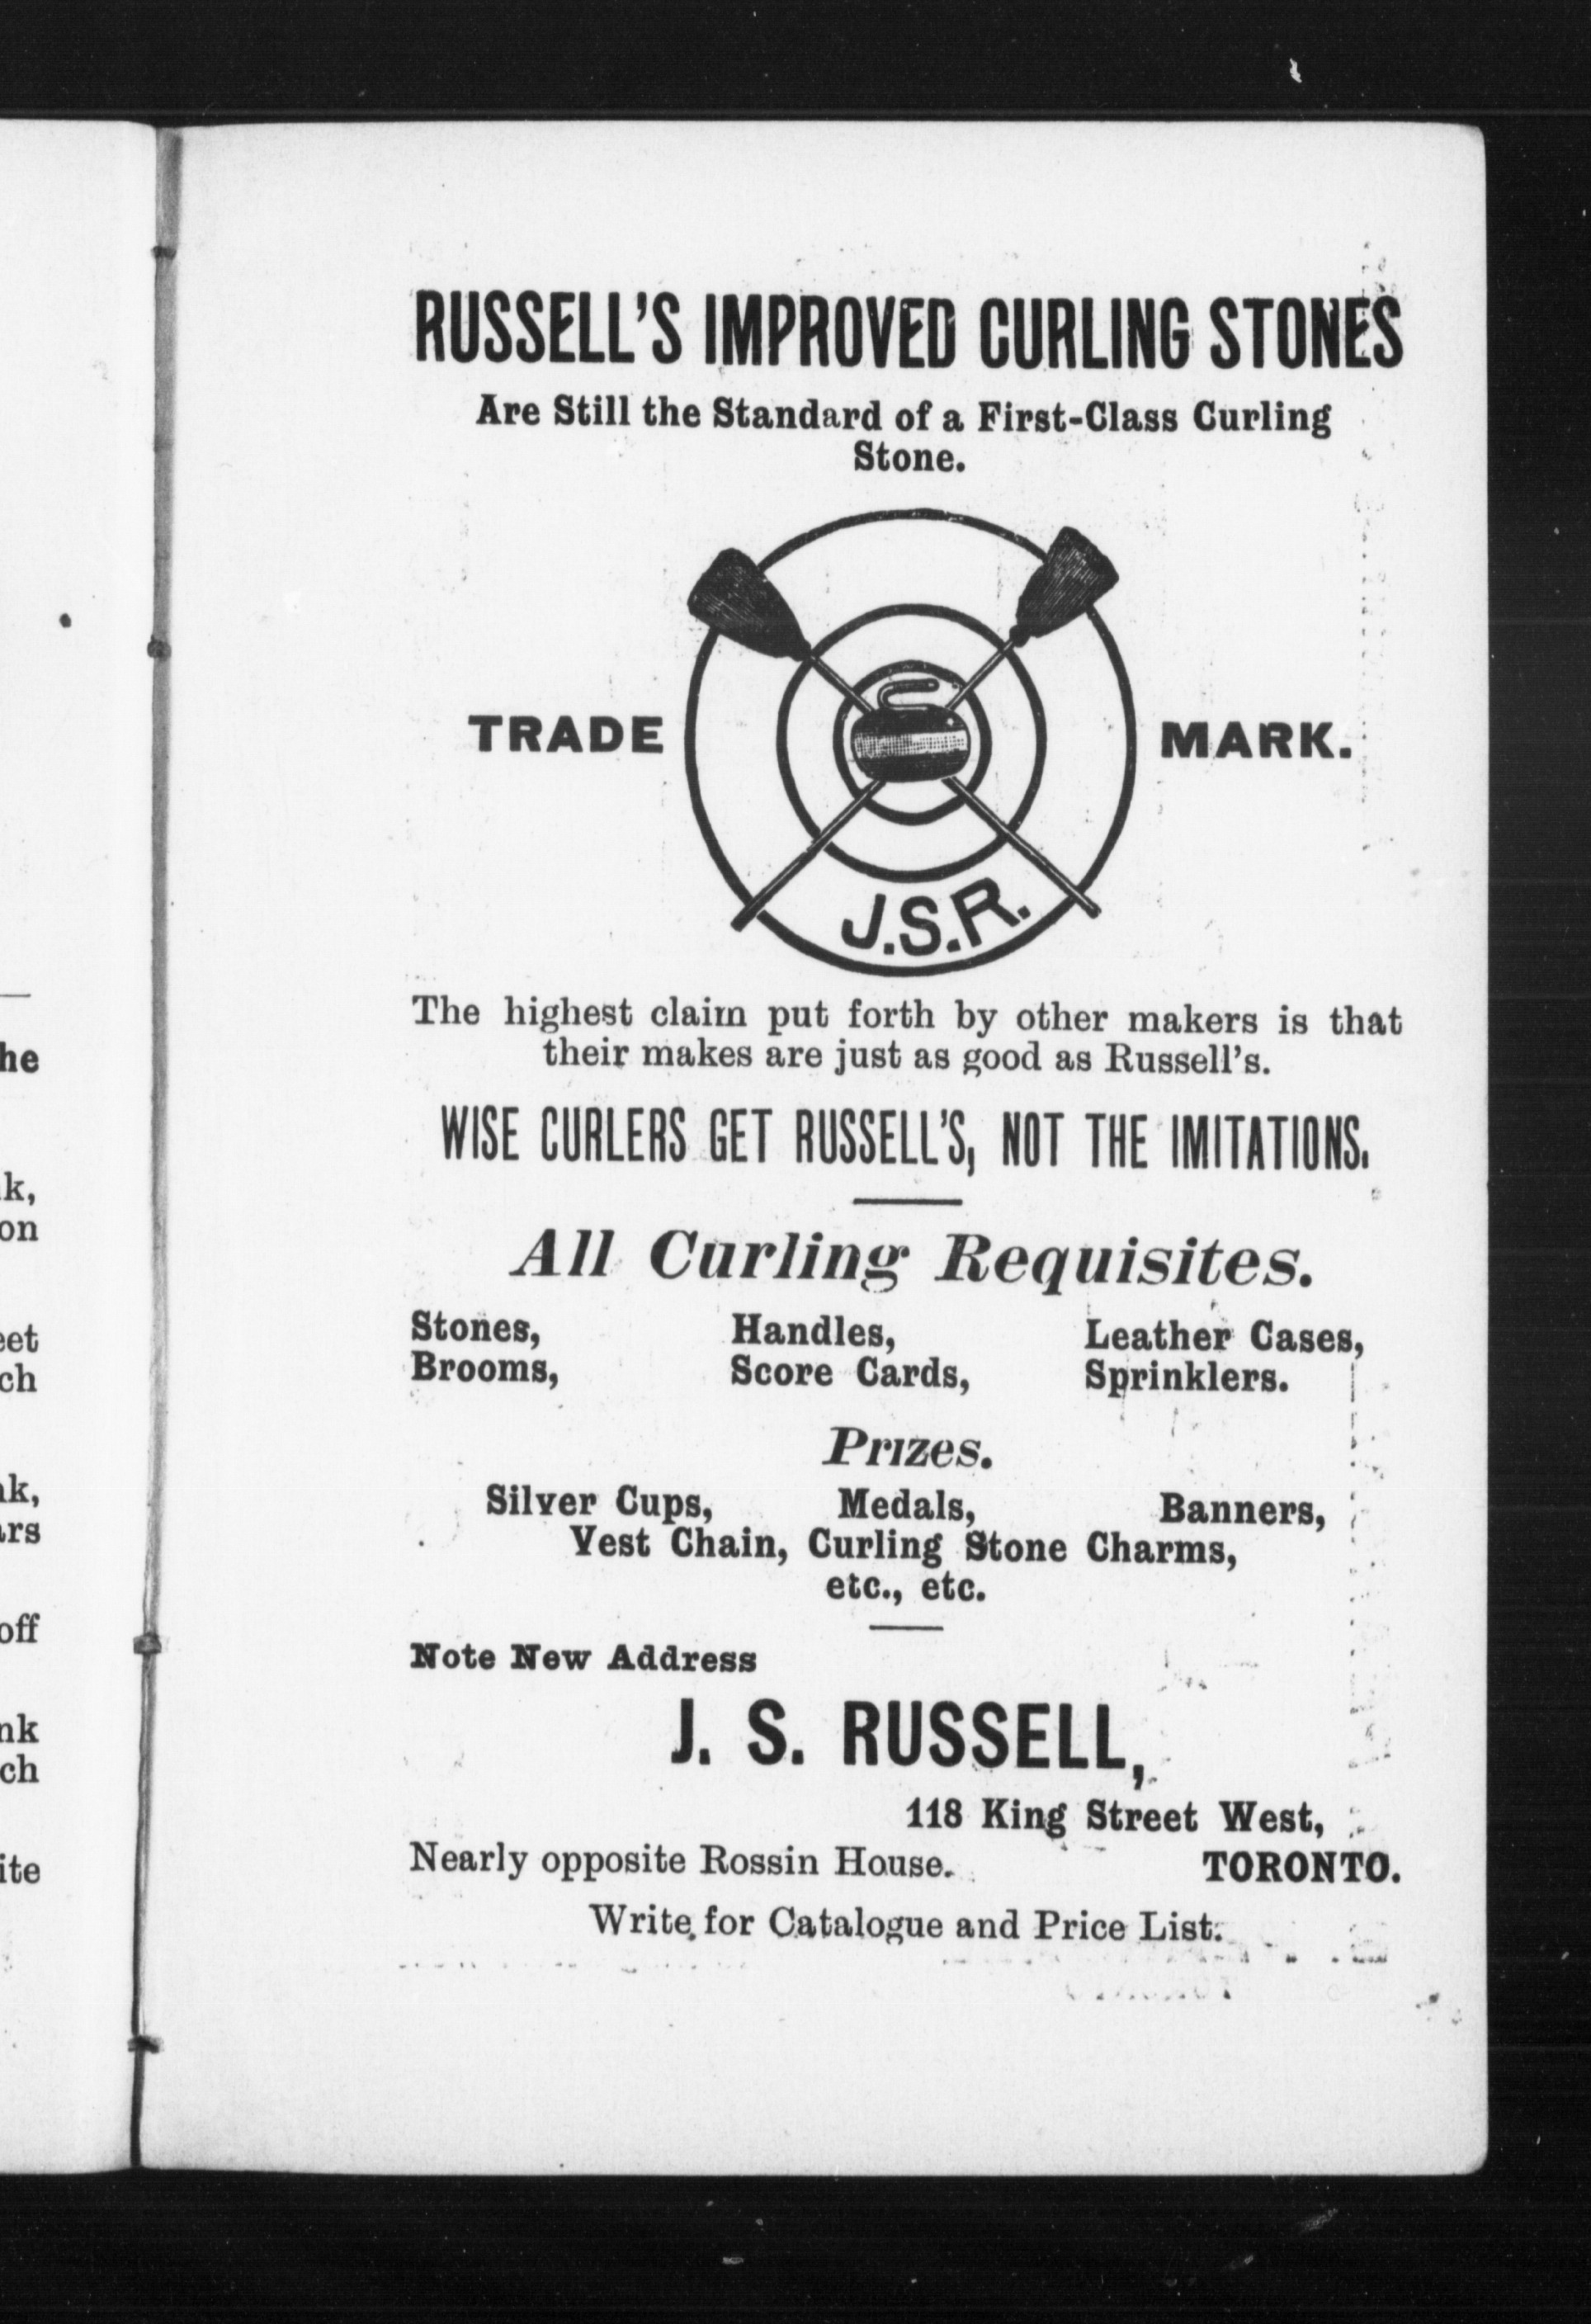 RUSSELL'S IMPROVED CURLING STONES
Are Still the Standard of a First-Class Curling
Stone.
TRADE MARK.
J.S.R.
The highest claim put forth by other makers is that
their makes are just as good as Russell's.
WISE CURLERS GET RUSSELL'S, NOT THE IMITATIONS.
All Curling Requisites.
Stones, Handles, Leather Cases,
Brooms, Score Cards, Sprinklers.
Prizes.
Silver Cups, Medals, Banners,
Vest Chain, Curling Stone Charms,
etc., etc.
Note New Address
J. S. RUSSELL,
118 King Street West,
Nearly opposite Rossin House. TORONTO.
Write for Catalogue and Price List.